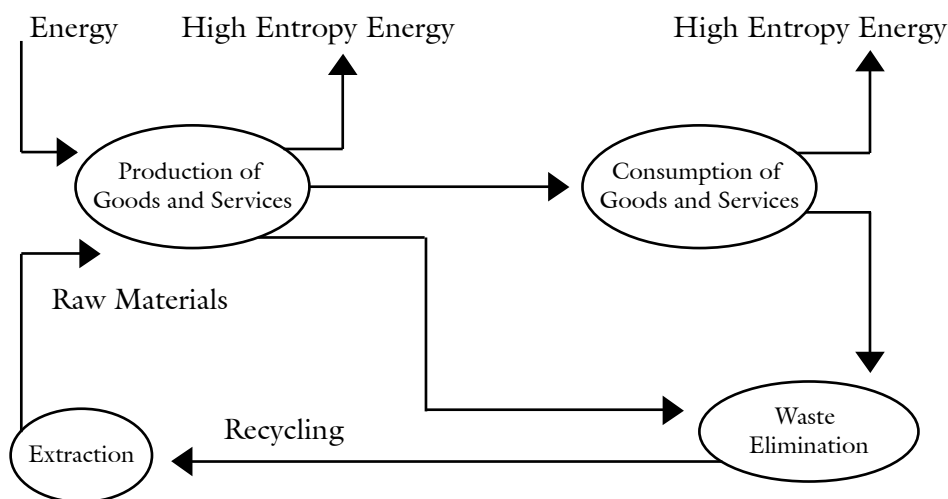 Energy
High Entropy Energy
High Entropy Energy
Production of
Goods and Services
Consumption of
Goods and Services
Raw Materials
Recycling
Extraction
Waste
Elimination